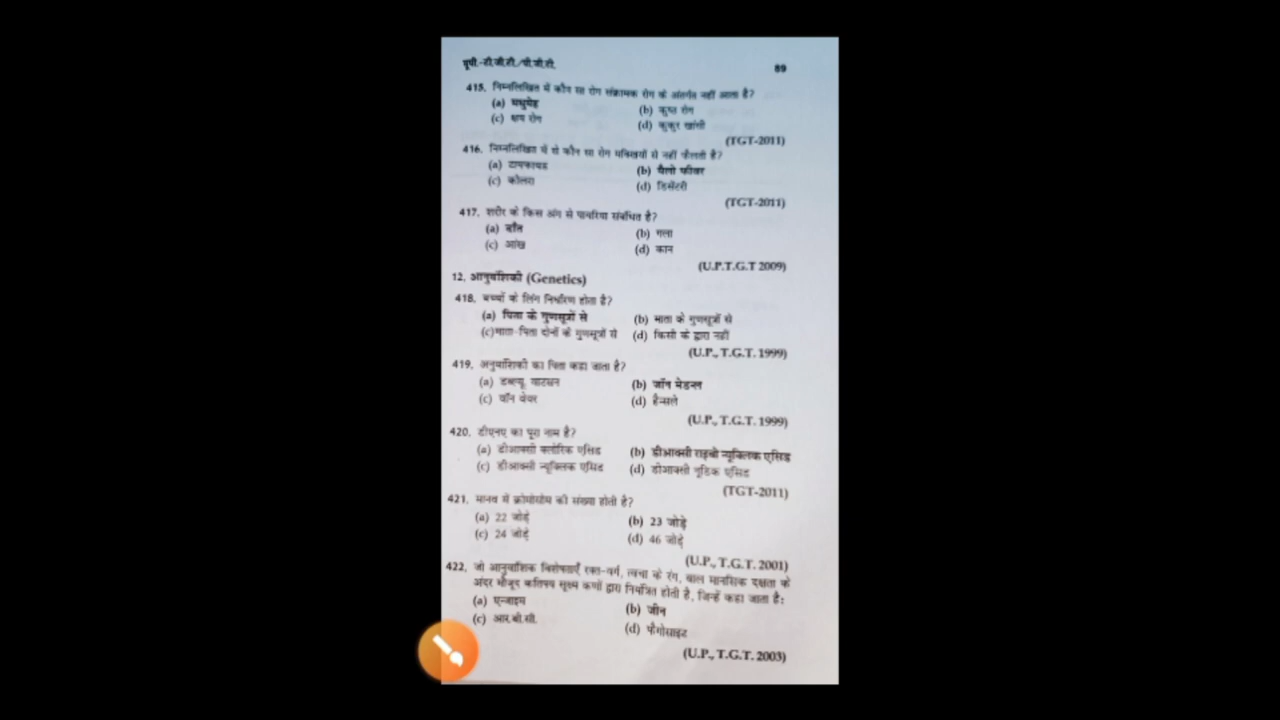 यूपी.-टी.जी.टी./पी.जी.टी. 89
415. निम्नलिखित में कौन सा रोग संक्रामक रोग के अंतर्गत नहीं आता है?
(a) मधुमेह (b) कुष्ठ रोग
(c) क्षय रोग (d) कुकुर खांसी
(TGT-2011)
416. निम्नलिखित में से कौन सा रोग मक्खियों से नहीं फैलता है?
(a) टायफायड (b) यैलो फीवर
(c) कोलरा (d) डिसेंटरी
(TGT-2011)
417. शरीर के किस अंग से पायरिया संबंधित है?
(a) दाँत (b) गला
(c) आंख (d) कान
(U.P.T.G.T 2009)
12. आनुवंशिकी (Genetics)
418. बच्चों के लिंग निर्धारण होता है?
(a) पिता के गुणसूत्रों से (b) माता के गुणसूत्रों से
(c)माता-पिता दोनों के गुणसूत्रों से (d) किसी के द्वारा नहीं
(U.P., T.G.T. 1999)
419. अनुवांशिकी का पिता कहा जाता है?
(a) डब्ल्यू. वाटसन (b) जॉन मेडन्ल
(c) वॉन वेयर (d) हैन्सले
(U.P., T.G.T. 1999)
420. डीएनए का पूरा नाम है?
(a) डीआक्सी क्लोरिक एसिड (b) डीआक्सी राइबो न्यूक्लिक एसिड
(c) डीआक्सी न्यूक्लिक एसिड (d) डीआक्सी नूडिक एसिड
(TGT-2011)
421. मानव में क्रोमोसोम की संख्या होती है?
(a) 22 जोड़े (b) 23 जोड़े
(c) 24 जोड़े (d) 46 जोड़े
(U.P., T.G.T. 2001)
422. जो आनुवांशिक विशेषताएँ रक्त-वर्ग, त्वचा के रंग, बाल मानसिक दक्षता के
अंदर मौजूद कतिपय सूक्ष्म कणों द्वारा नियंत्रित होती है, जिन्हें कहा जाता है:
(a) एन्जाइम (b) जीन
(c) आर.बी.सी. (d) फैगोसाइट
(U.P., T.G.T. 2003)